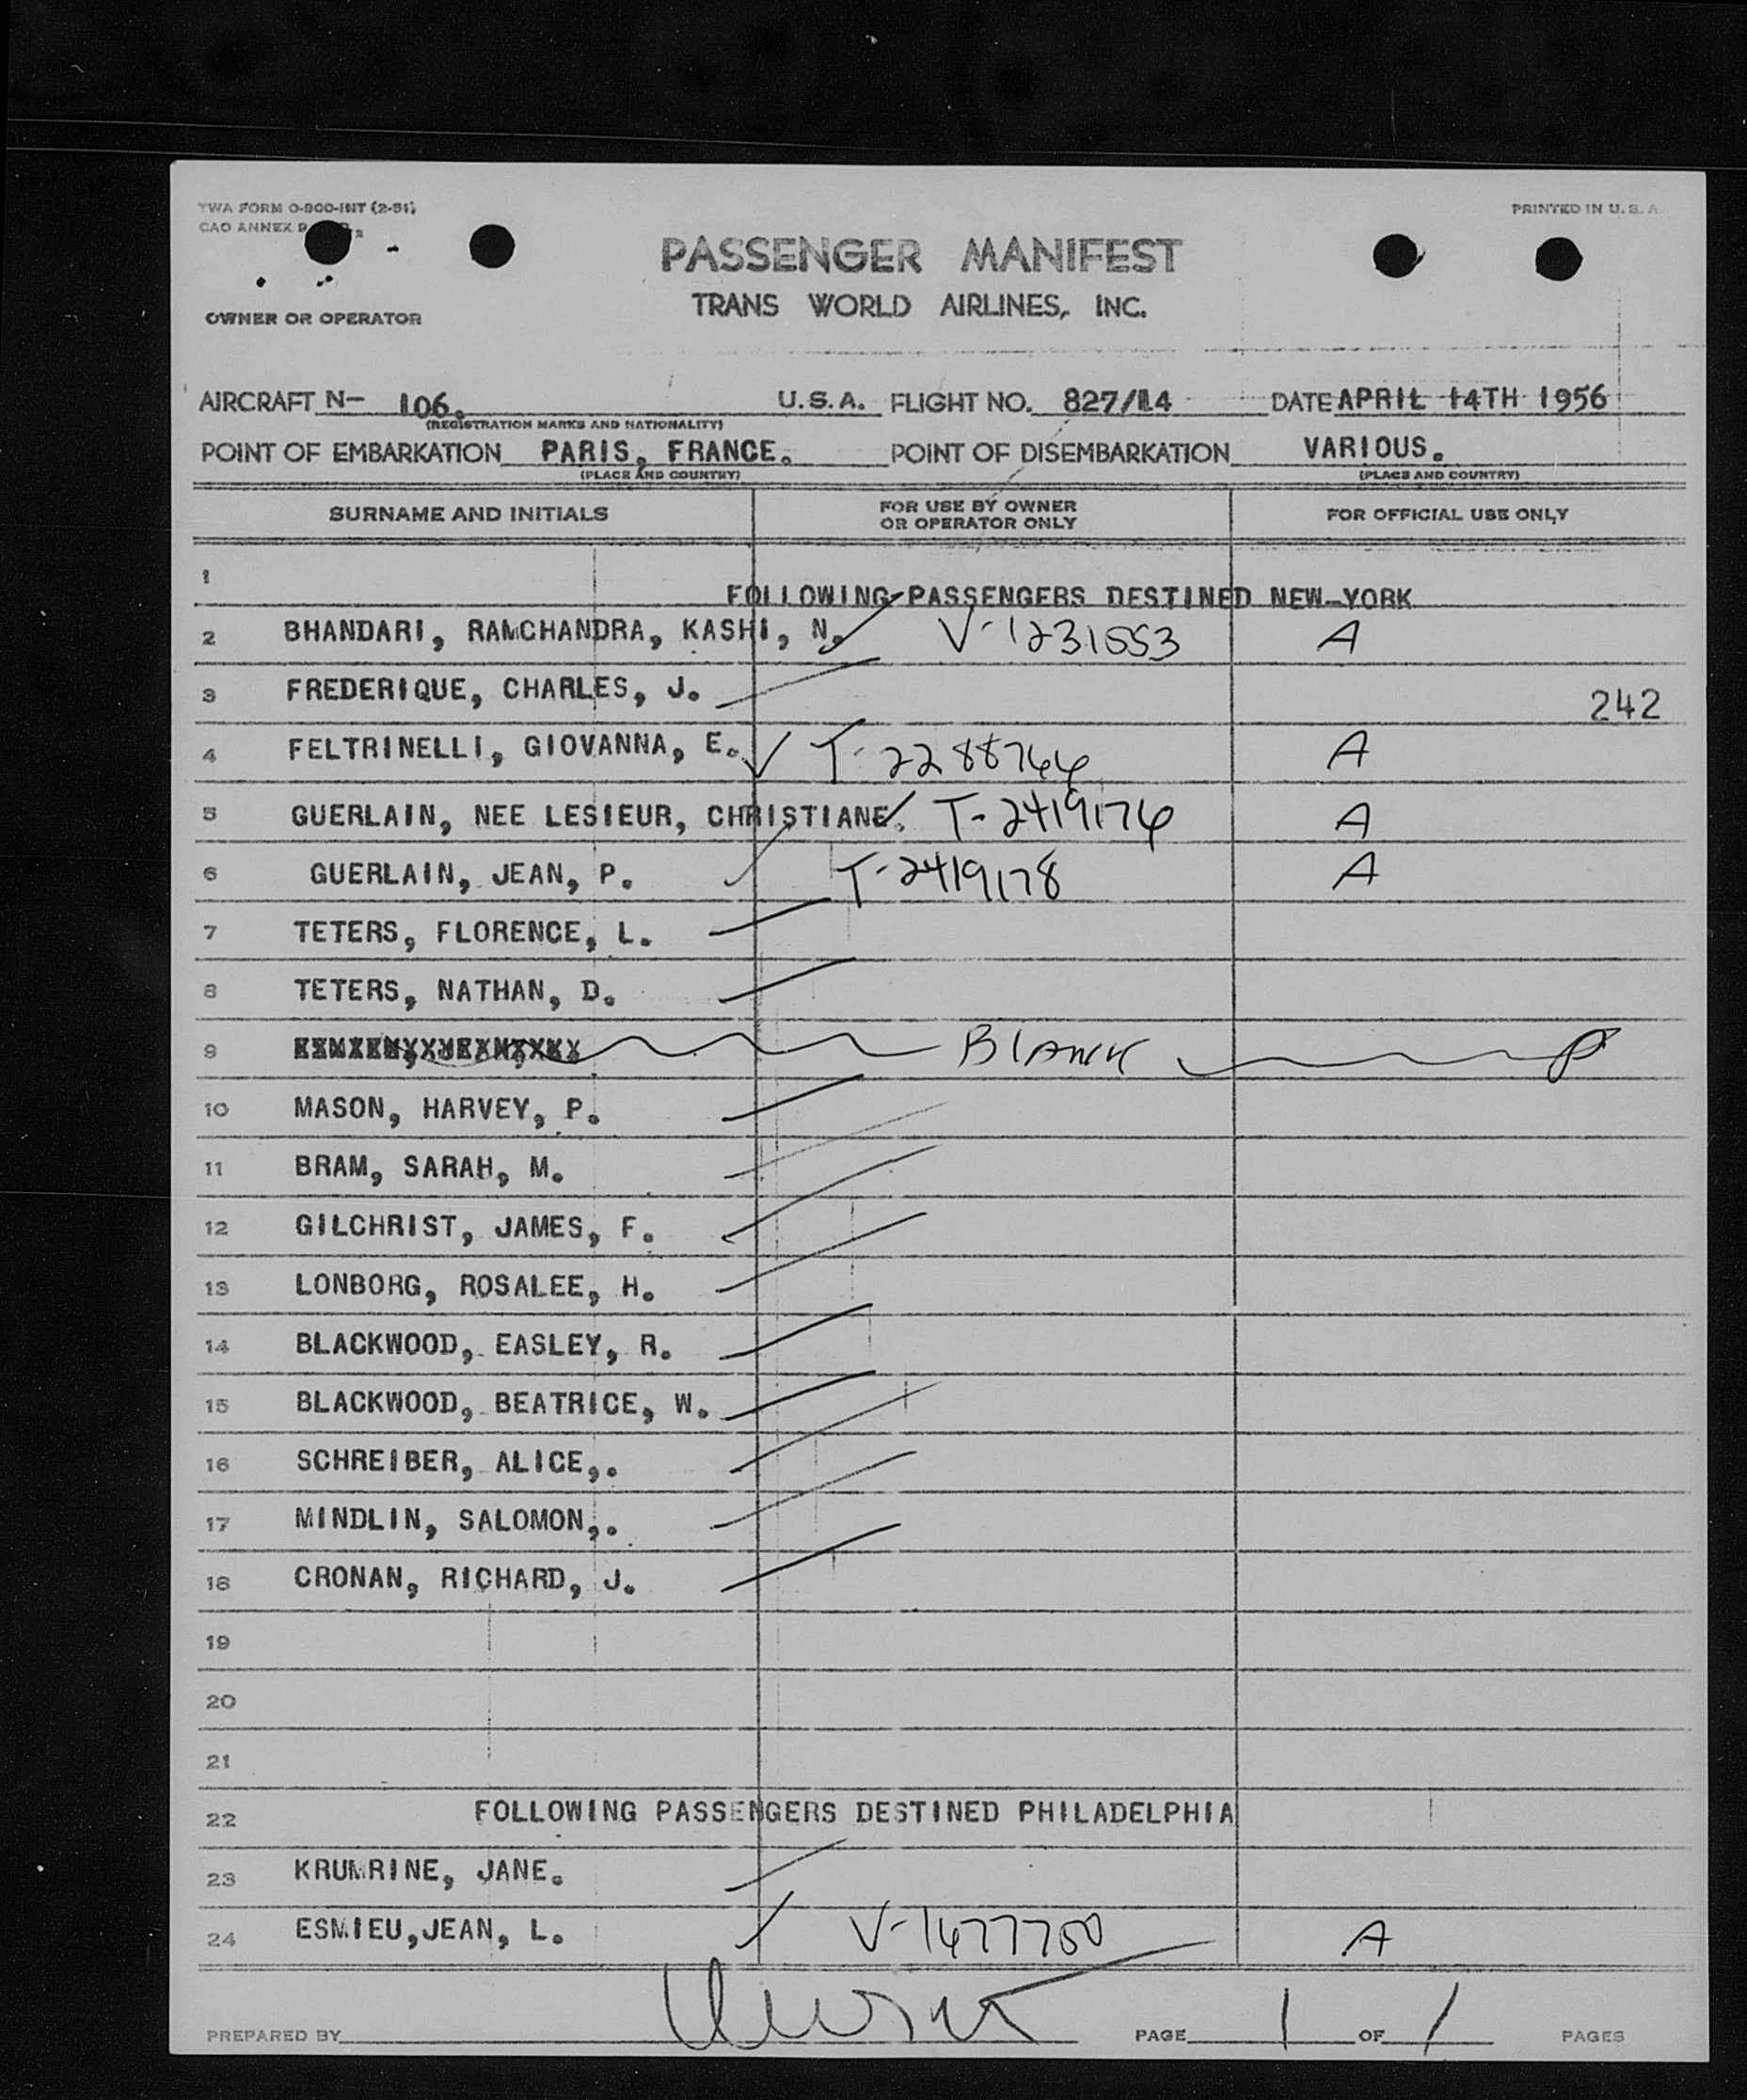 TWA FORM O-800-INT (2-51)
PRINTED IN U. S. A.
CAO ANNEX 9
PASSENGER MANIFEST
TRANS WORLD AIRLINES, INC.
OWNER OR OPERATOR
AIRCRAFT N- 106. U.S.A. FLIGHT NO. 827/14 DATE APRIL 14TH 1956
(REGISTRATION MARKS AND NATIONALITY)
POINT OF EMBARKATION PARIS, FRANCE. POINT OF DISEMBARKATION VARIOUS.
(PLACE AND COUNTRY) (PLACE AND COUNTRY)
SURNAME AND INITIALS FOR USE BY OWNER OR OPERATOR ONLY FOR OFFICIAL USE ONLY
1 FOLLOWING PASSENGERS DESTINED NEW-YORK
2 BHANDARI, RAMCHANDRA, KASHI, N. V-1231553 A
3 FREDERIQUE, CHARLES, J. 242
4 FELTRINELLI, GIOVANNA, E. T-2288766 A
5 GUERLAIN, NEE LESIEUR, CHRISTIANE. T-2419176 A
6 GUERLAIN, JEAN, P. T-2419178 A
7 TETERS, FLORENCE, L.
8 TETERS, NATHAN, D.
9 BLANK
10 MASON, HARVEY, P.
11 BRAM, SARAH, M.
12 GILCHRIST, JAMES, F.
13 LONBORG, ROSALEE, H.
14 BLACKWOOD, EASLEY, R.
15 BLACKWOOD, BEATRICE, W.
16 SCHREIBER, ALICE,.
17 MINDLIN, SALOMON,.
18 CRONAN, RICHARD, J.
19
20
21
22 FOLLOWING PASSENGERS DESTINED PHILADELPHIA
23 KRUMRINE, JANE.
24 ESMIEU,JEAN, L. V-1477750 A
PREPARED BY PAGE 1 OF 1 PAGES